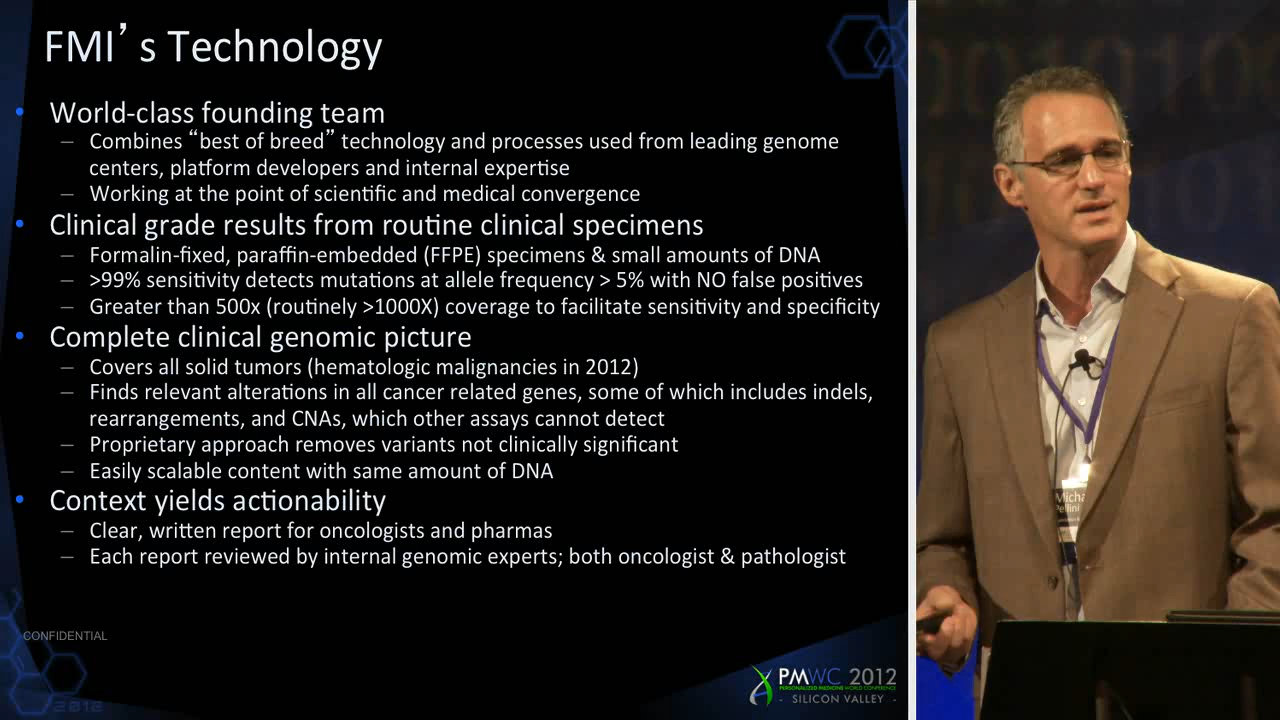 FMI’s Technology
• World-class founding team
– Combines “best of breed” technology and processes used from leading genome
centers, platform developers and internal expertise
– Working at the point of scientific and medical convergence
• Clinical grade results from routine clinical specimens
– Formalin-fixed, paraffin-embedded (FFPE) specimens & small amounts of DNA
– >99% sensitivity detects mutations at allele frequency > 5% with NO false positives
– Greater than 500x (routinely >1000X) coverage to facilitate sensitivity and specificity
• Complete clinical genomic picture
– Covers all solid tumors (hematologic malignancies in 2012)
– Finds relevant alterations in all cancer related genes, some of which includes indels,
rearrangements, and CNAs, which other assays cannot detect
– Proprietary approach removes variants not clinically significant
– Easily scalable content with same amount of DNA
• Context yields actionability
– Clear, written report for oncologists and pharmas
– Each report reviewed by internal genomic experts; both oncologist & pathologist
CONFIDENTIAL
2012
PMWC 2012
PERSONALIZED MEDICINE WORLD CONFERENCE
- SILICON VALLEY -
Micha
Pellini